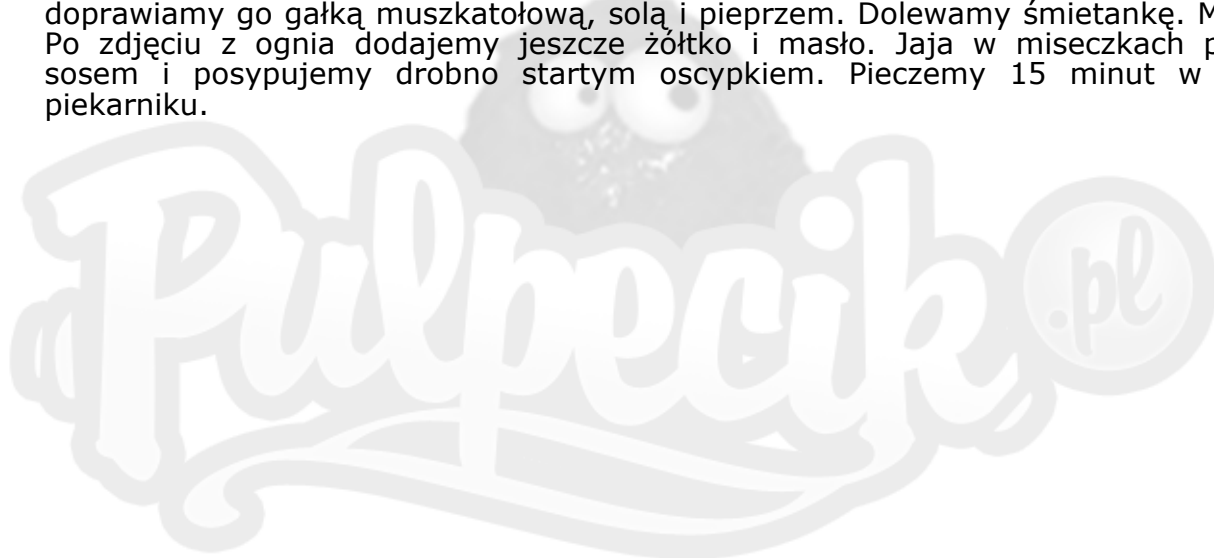 doprawiamy go gałką muszkatołową, solą i pieprzem. Dolewamy śmietankę.
Po zdjęciu z ognia dodajemy jeszcze żółtko i masło. Jaja w miseczkach
sosem i posypujemy drobno startym oscypkiem. Pieczemy 15 minut w
piekarniku.
Pulpecik.pl